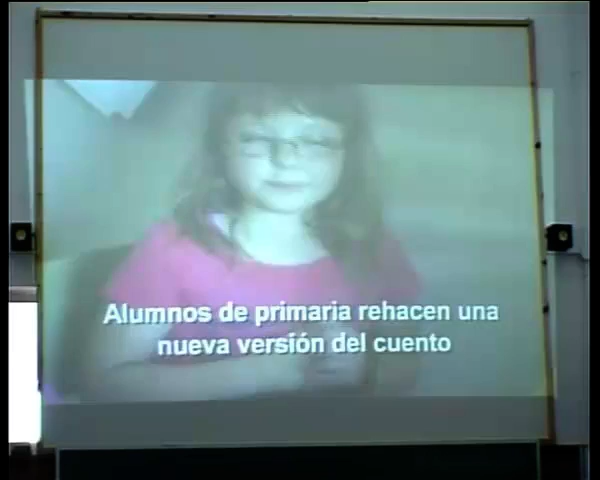 Alumnos de primaria rehacen una
nueva versión del cuento